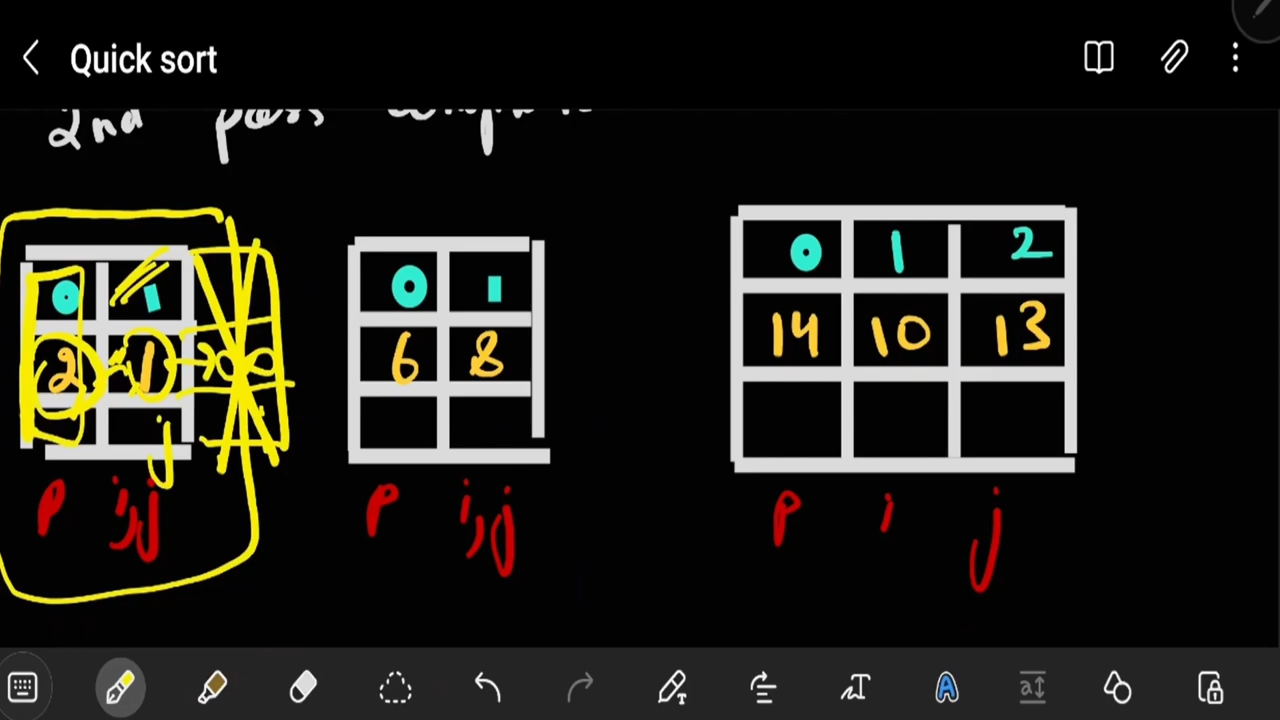 Quick sort
2nd pass
0 1 0 1 0 1 2
2 1 → ∞ 6 8 14 10 13
j
P i,j P i,j P i j